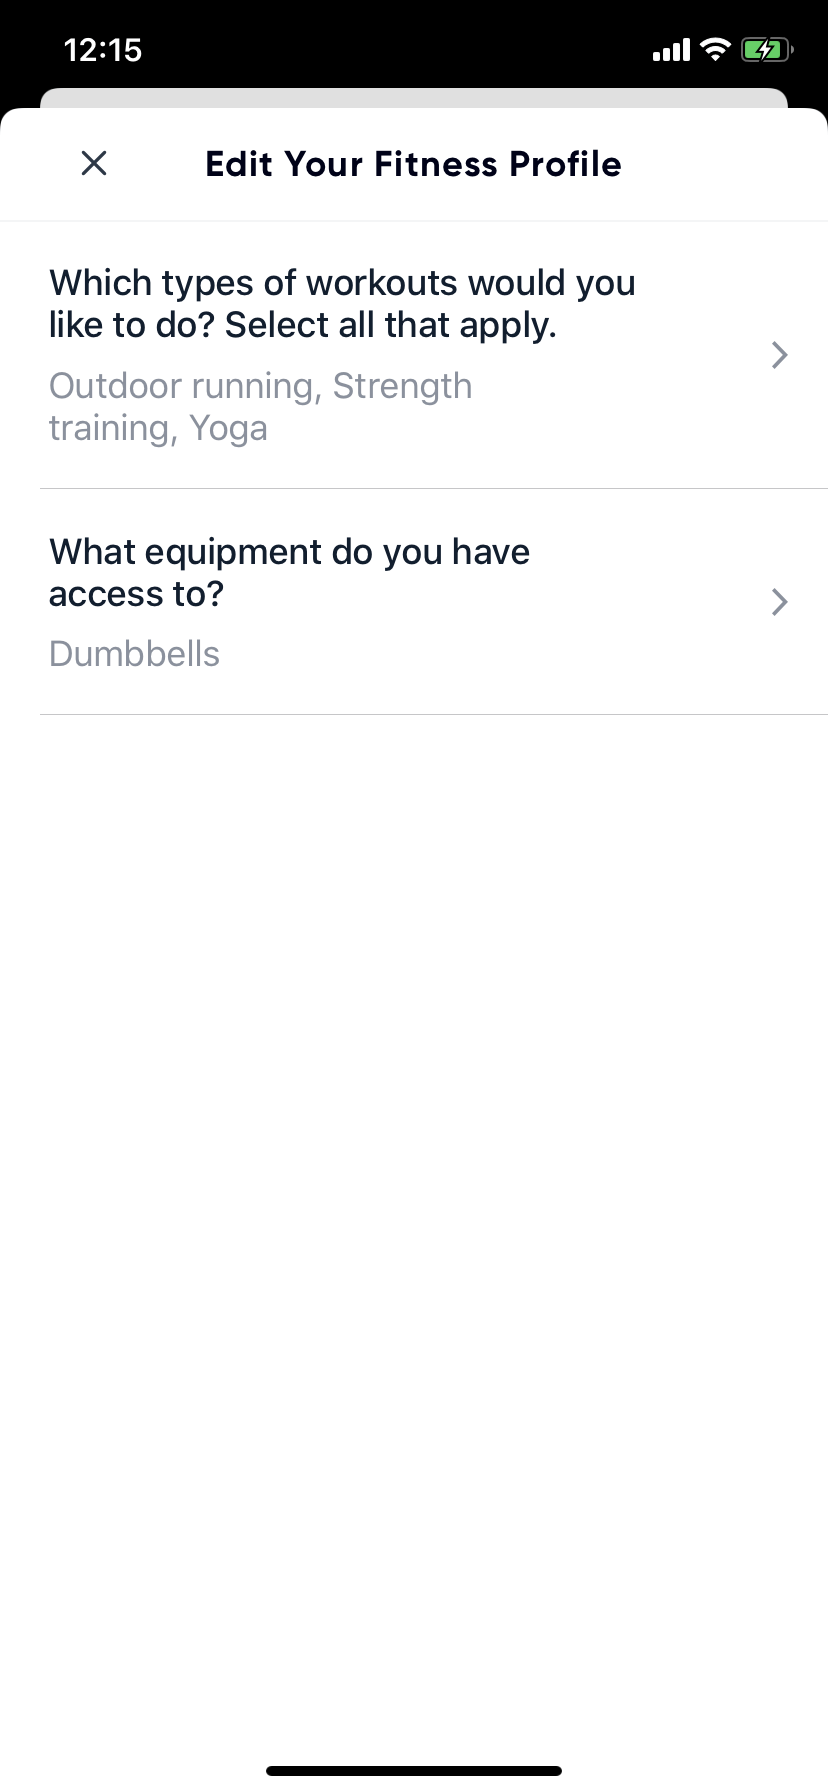 12:15
Edit Your Fitness Profile
Which types of workouts would you
like to do? Select all that apply.
Outdoor running, Strength
training, Yoga
What equipment do you have
access to?
Dumbbells